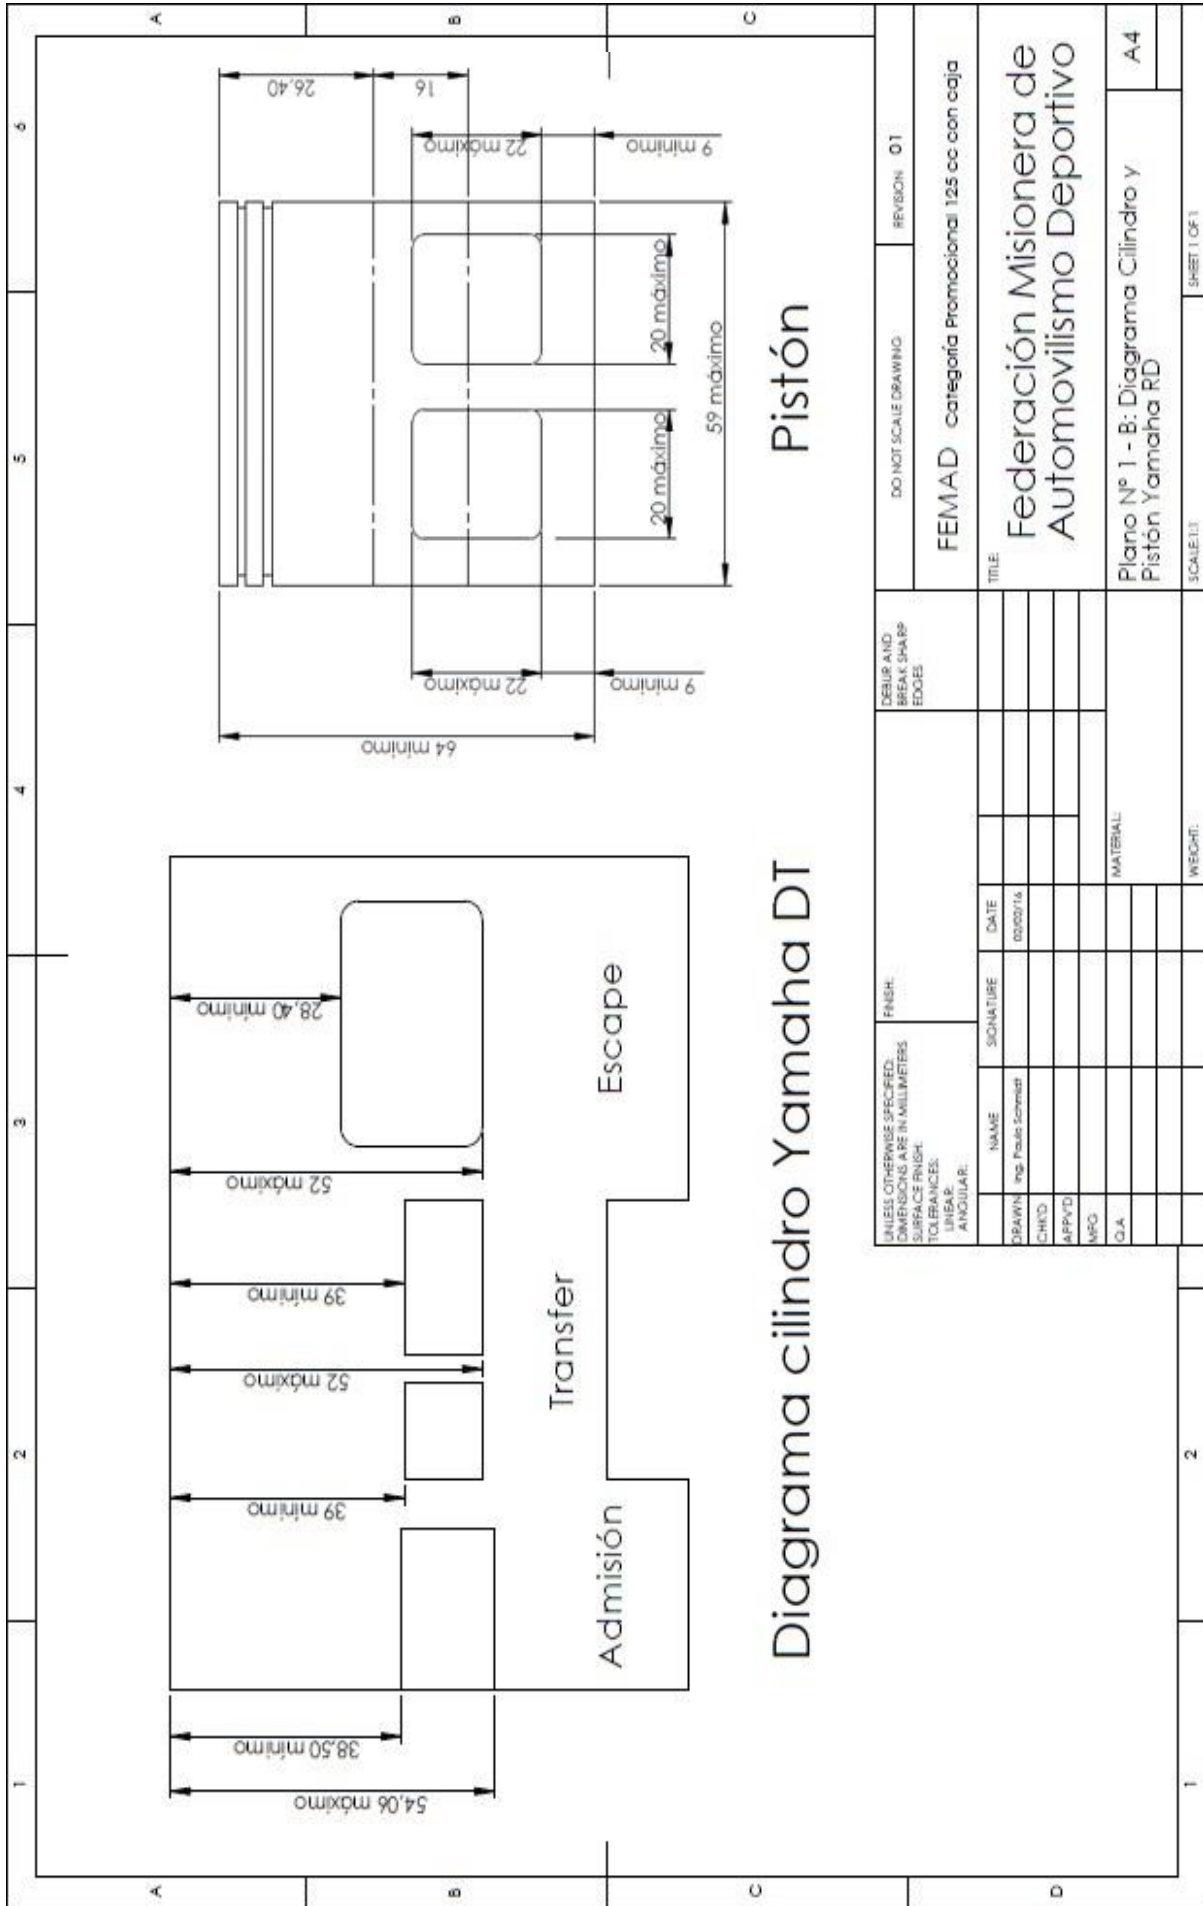 1
2
3
4
5
6
A
B
C
A
B
C
D
1
2
54,06 máximo
38,50 mínimo
39 mínimo
52 máximo
39 mínimo
52 máximo
28,40 mínimo
Admisión
Transfer
Escape
Diagrama cilindro Yamaha DT
64 mínimo
22 máximo
9 mínimo
26,40
16
22 máximo
9 mínimo
20 máximo
20 máximo
59 máximo
Pistón
UNLESS OTHERWISE SPECIFIED:
DIMENSIONS ARE IN MILLIMETERS
SURFACE FINISH:
TOLERANCES:
LINEAR:
ANGULAR:
FINISH:
DEBUR AND
BREAK SHARP
EDGES
DO NOT SCALE DRAWING
REVISION 01
FEMAD Categoría Promocional 125 cc con caja
NAME
SIGNATURE
DATE
DRAWN
Ing. Paulo Schmidt
02/02/16
CHK'D
APPV'D
MFG
Q.A
TITLE:
Federación Misionera de
Automovilismo Deportivo
MATERIAL:
Plano Nº 1 - B: Diagrama Cilindro y
Pistón Yamaha RD
A4
WEIGHT:
SCALE:1:1
SHEET 1 OF 1